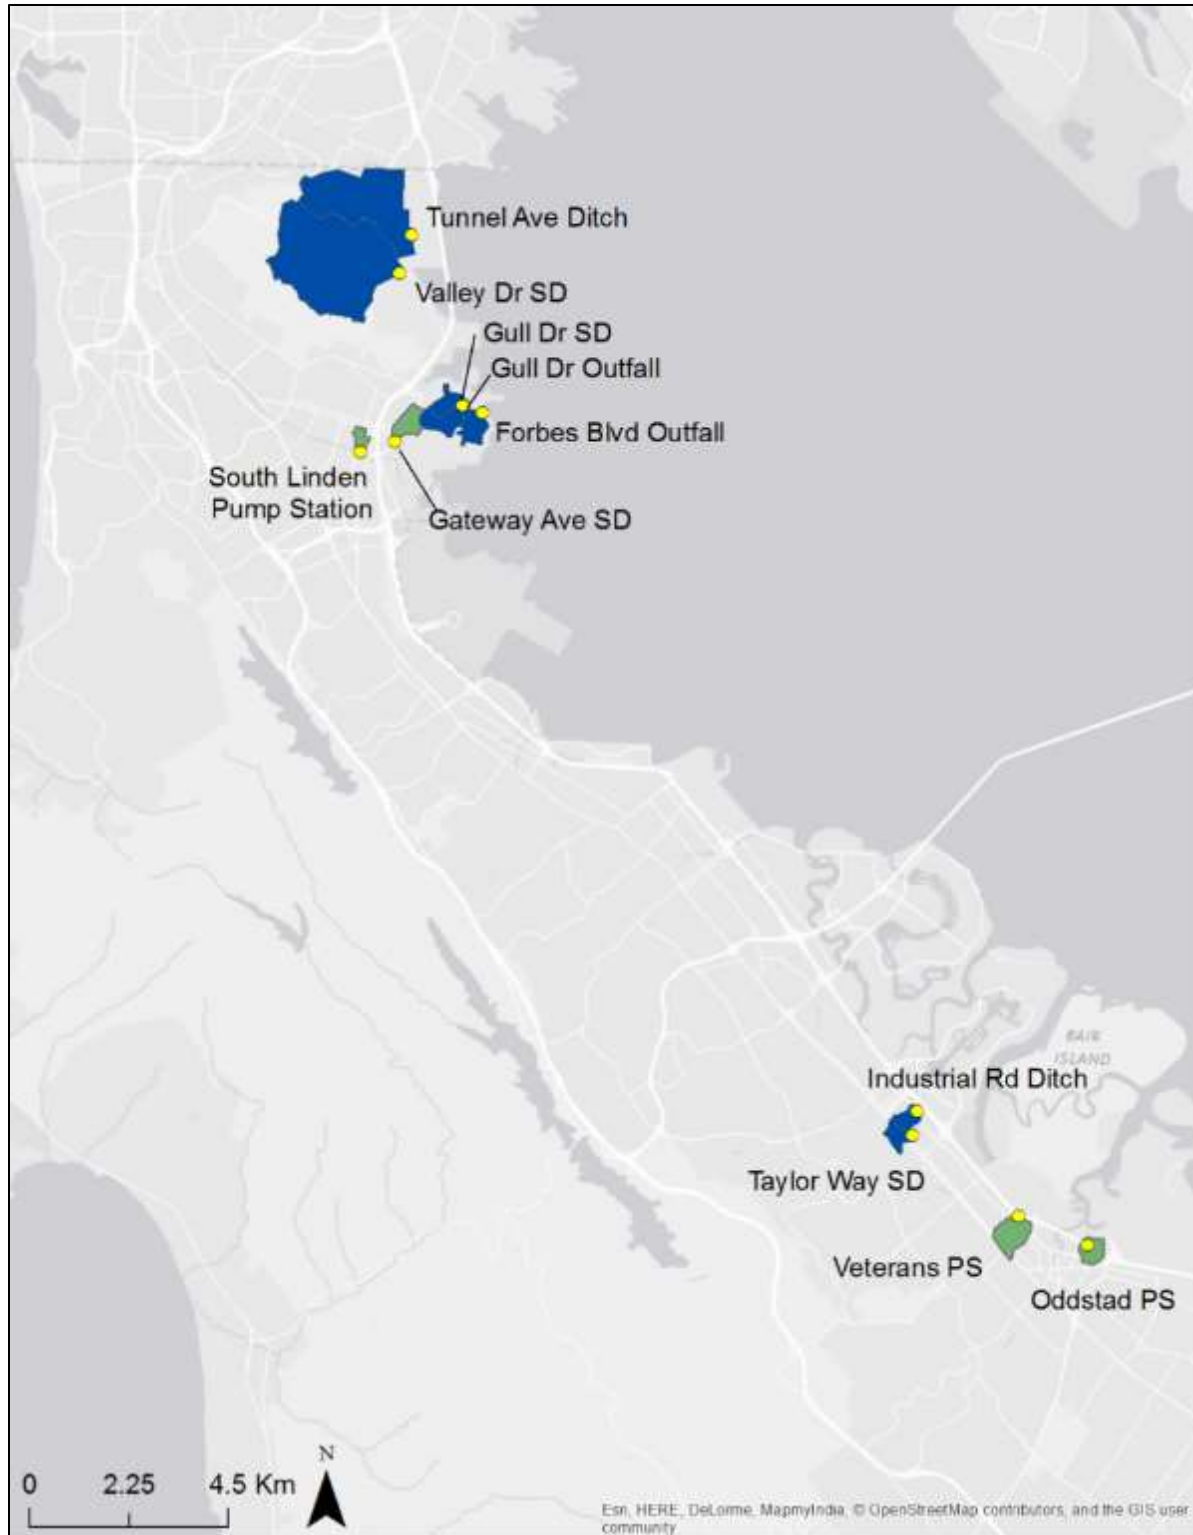 Tunnel Ave Ditch
Valley Dr SD
Gull Dr SD
Gull Dr Outfall
Forbes Blvd Outfall
South Linden
Pump Station
Gateway Ave SD
BAIR
ISLAND
Industrial Rd Ditch
Taylor Way SD
Veterans PS
Oddstad PS
N
0 2.25 4.5 Km
Esri, HERE, DeLorme, MapmyIndia, © OpenStreetMap contributors, and the GIS user
community